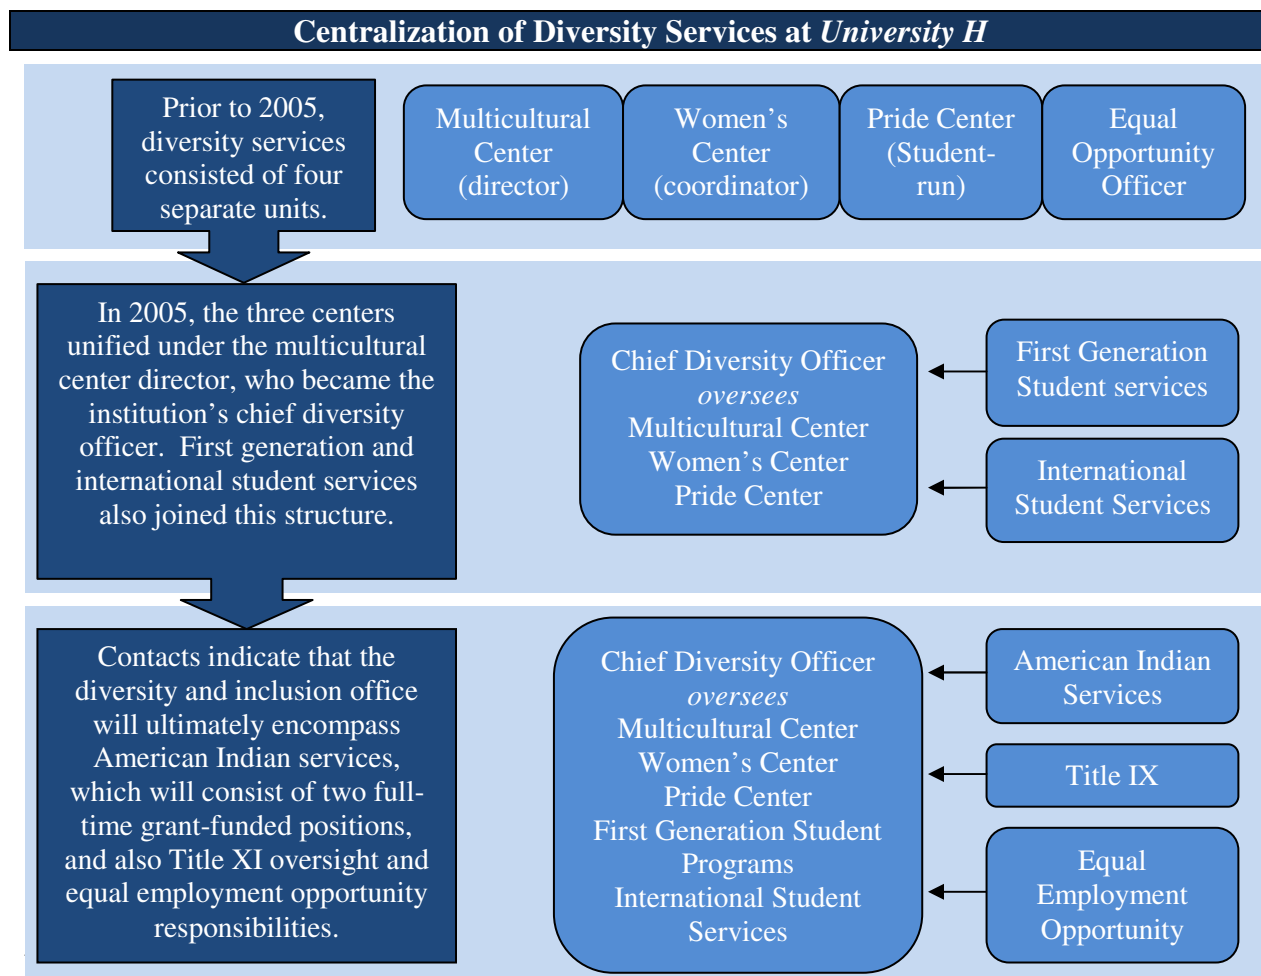 Centralization of Diversity Services at University H
Prior to 2005,
diversity services
consisted of four
separate units.
Multicultural
Center
(director)
Women's
Center
(coordinator)
Pride Center
(Student-
run)
Equal
Opportunity
Officer
In 2005, the three centers
unified under the multicultural
center director, who became the
institution's chief diversity
officer.  First generation and
international student services
also joined this structure.
Chief Diversity Officer
oversees
Multicultural Center
Women's Center
Pride Center
First Generation
Student services
International
Student Services
Contacts indicate that the
diversity and inclusion office
will ultimately encompass
American Indian services,
which will consist of two full-
time grant-funded positions,
and also Title XI oversight and
equal employment opportunity
responsibilities.
Chief Diversity Officer
oversees
Multicultural Center
Women's Center
Pride Center
First Generation Student
Programs
International Student
Services
American Indian
Services
Title IX
Equal
Employment
Opportunity